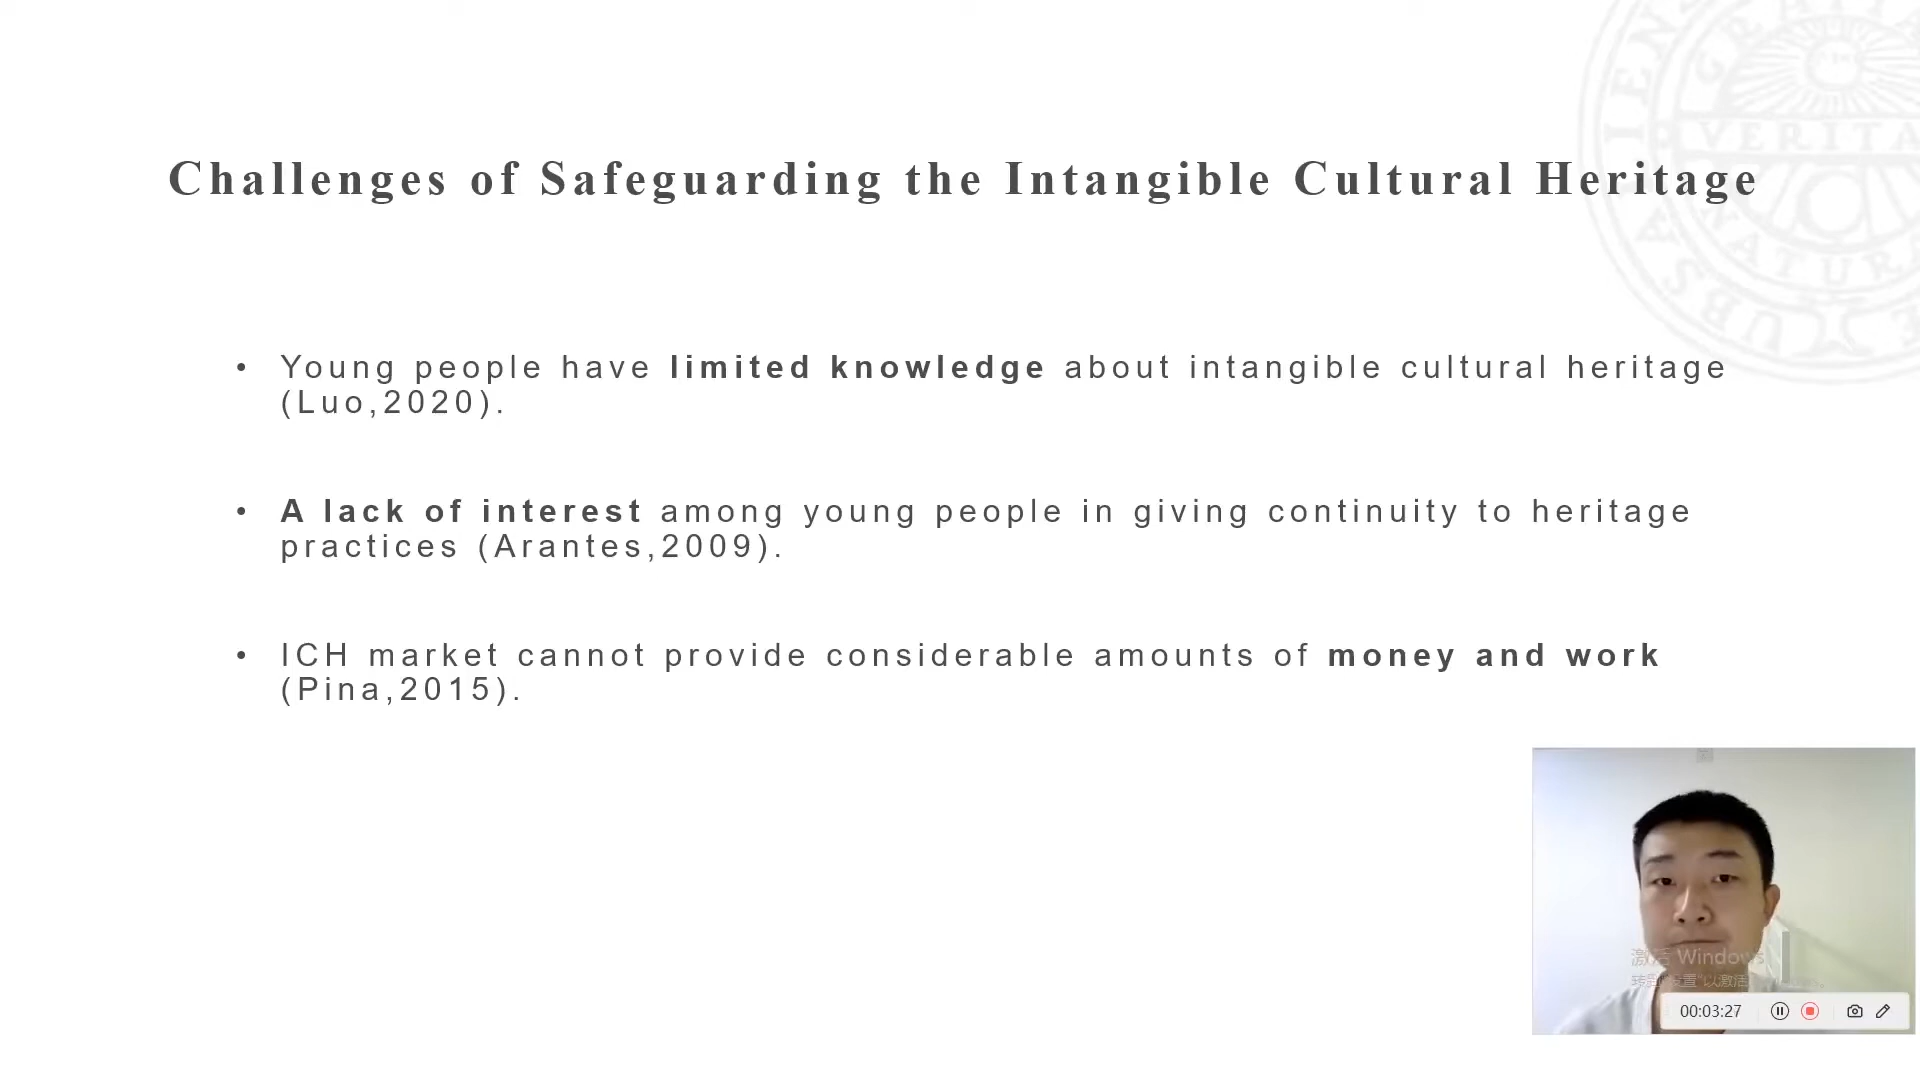 Challenges of Safeguarding the Intangible Cultural Heritage
• Young people have limited knowledge about intangible cultural heritage
(Luo,2020).
• A lack of interest among young people in giving continuity to heritage
practices (Arantes,2009).
• ICH market cannot provide considerable amounts of money and work
(Pina,2015).
VERITA
NATUR
激活 Windows
00:03:27